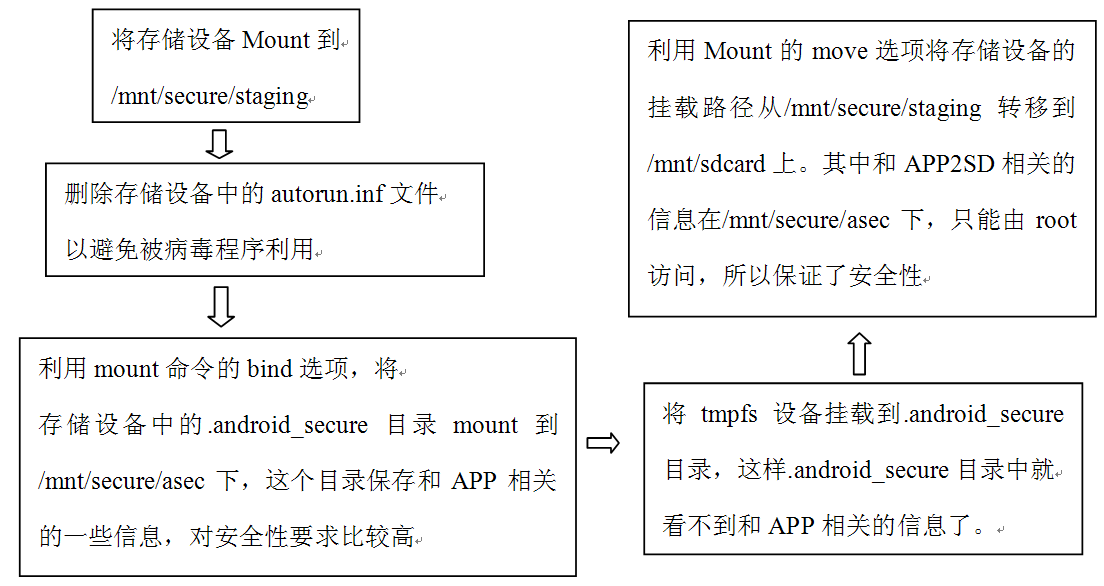 将存储设备 Mount 到
/mnt/secure/staging
删除存储设备中的 autorun.inf 文件
以避免被病毒程序利用
利用 mount 命令的 bind 选项，将
存储设备中的.android_secure 目录 mount 到
/mnt/secure/asec 下，这个目录保存和 APP 相关
的一些信息，对安全性要求比较高
将 tmpfs 设备挂载到.android_secure
目录，这样.android_secure 目录中就
看不到和 APP 相关的信息了。
利用 Mount 的 move 选项将存储设备的
挂载路径从/mnt/secure/staging 转移到
/mnt/sdcard 上。其中和 APP2SD 相关的
信息在/mnt/secure/asec 下，只能由 root
访问，所以保证了安全性